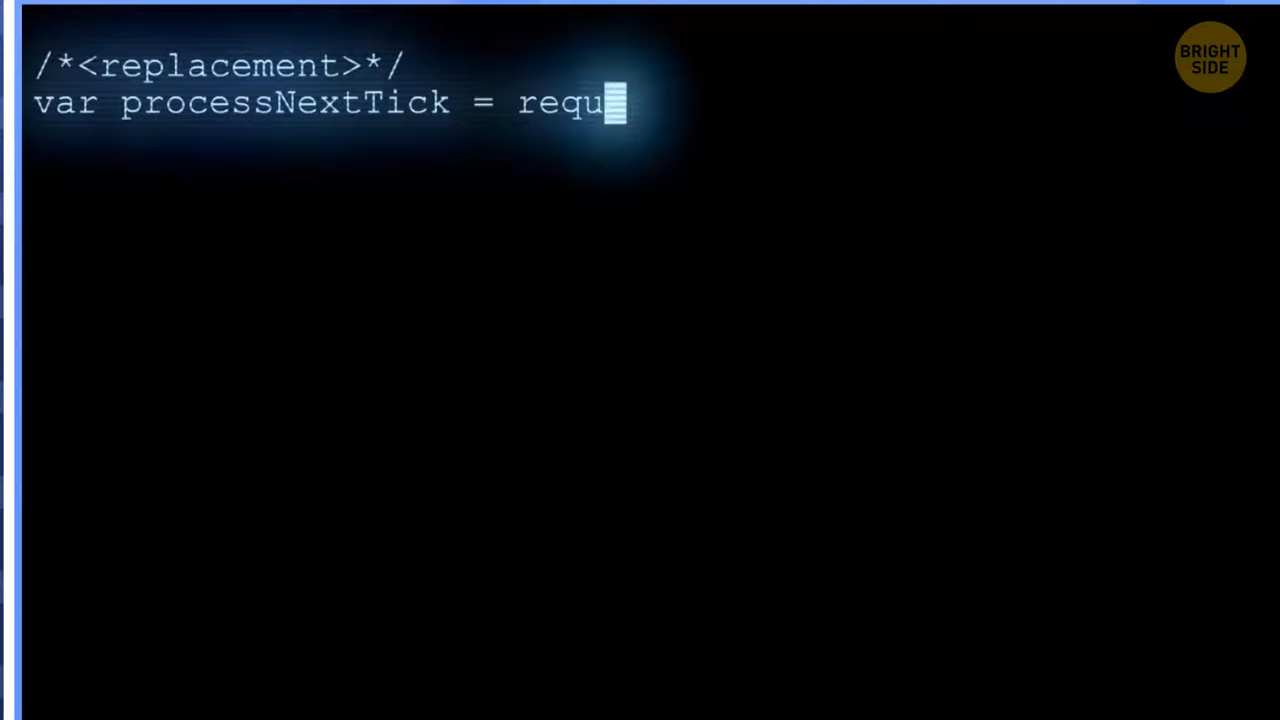 /*<replacement>*/
var processNextTick = requ
BRIGHT
SIDE